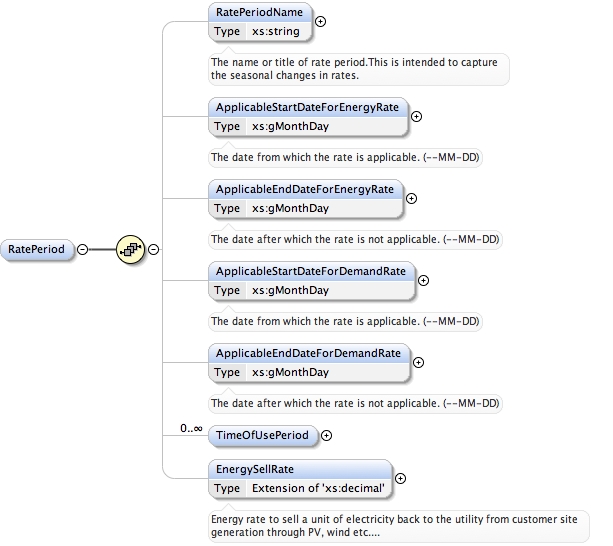 RatePeriodName
Type xs:string
The name or title of rate period.This is intended to capture
the seasonal changes in rates.
ApplicableStartDateForEnergyRate
Type xs:gMonthDay
The date from which the rate is applicable. (--MM-DD)
ApplicableEndDateForEnergyRate
Type xs:gMonthDay
The date after which the rate is not applicable. (--MM-DD)
RatePeriod
ApplicableStartDateForDemandRate
Type xs:gMonthDay
The date from which the rate is applicable. (--MM-DD)
ApplicableEndDateForDemandRate
Type xs:gMonthDay
The date after which the rate is not applicable. (--MM-DD)
0..∞
TimeOfUsePeriod
EnergySellRate
Type Extension of 'xs:decimal'
Energy rate to sell a unit of electricity back to the utility from customer site
generation through PV, wind etc....